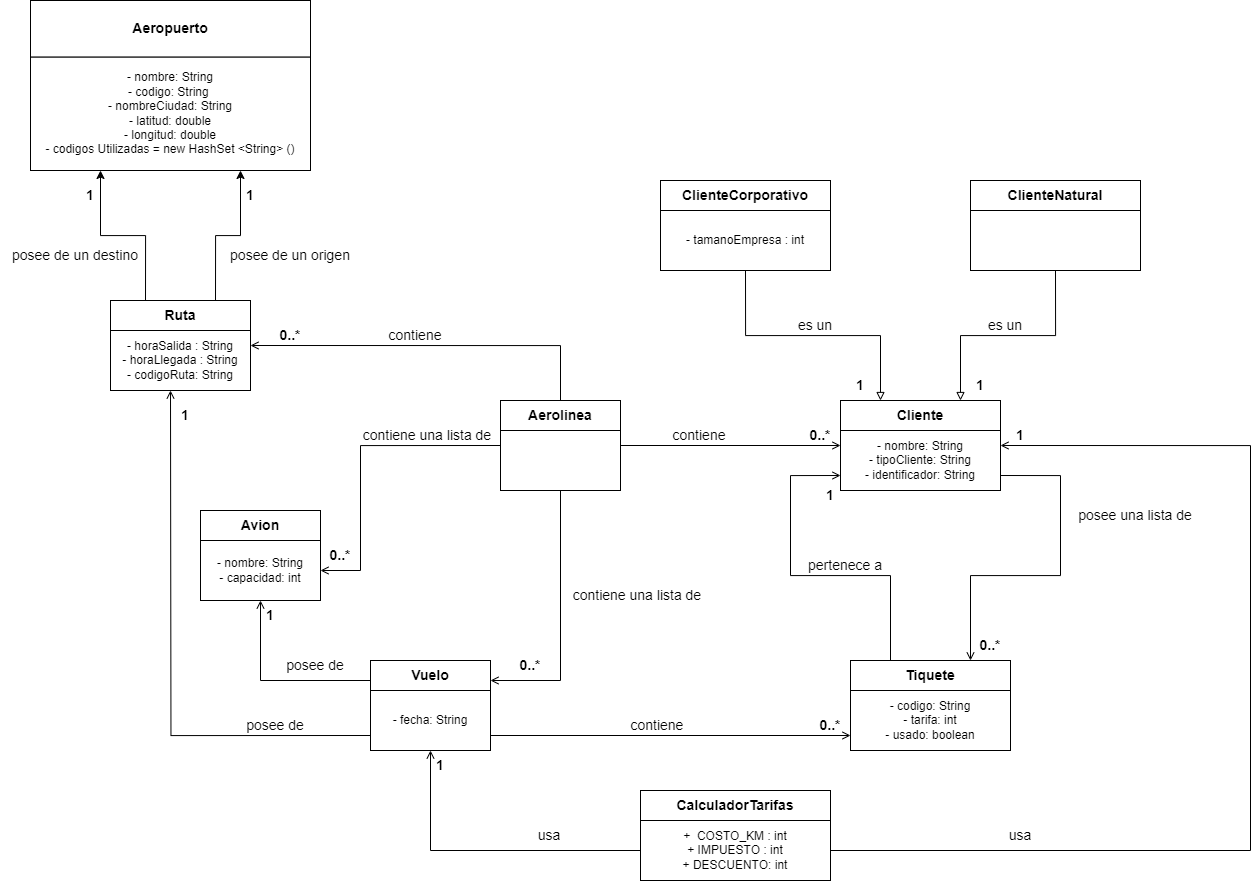 Aeropuerto
- nombre: String
- codigo: String
- nombreCiudad: String
- latitud: double
- longitud: double
- codigos Utilizadas = new HashSet <String> ()
1
1
posee de un destino
posee de un origen
ClienteCorporativo
- tamanoEmpresa : int
ClienteNatural
Ruta
- horaSalida : String
- horaLlegada : String
- codigoRuta: String
0..*
contiene
es un
es un
1
1
1
Aerolinea
contiene una lista de
contiene
0..*
Cliente
- nombre: String
- tipoCliente: String
- identificador: String
1
1
posee una lista de
Avion
- nombre: String
- capacidad: int
0..*
1
contiene una lista de
pertenece a
0..*
posee de
Vuelo
- fecha: String
0..*
posee de
contiene
0..*
Tiquete
- codigo: String
- tarifa: int
- usado: boolean
1
CalculadorTarifas
+ COSTO_KM : int
+ IMPUESTO : int
+ DESCUENTO: int
usa
usa